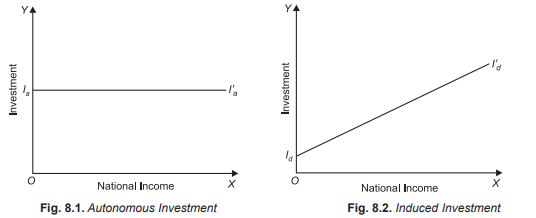 Y
Investment
Ia
I'a
O
National Income
X
Fig. 8.1. Autonomous Investment
Y
Investment
Id
I'd
O
National Income
X
Fig. 8.2. Induced Investment